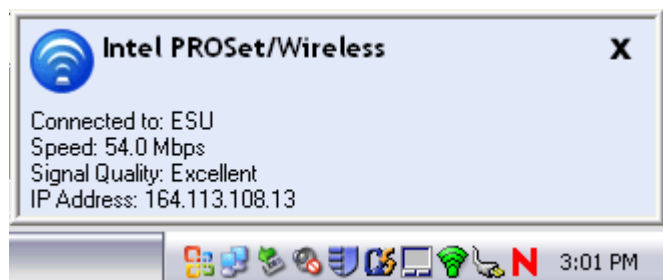 Intel PROSet/Wireless X
Connected to: ESU
Speed: 54.0 Mbps
Signal Quality: Excellent
IP Address: 164.113.108.13
N 3:01 PM